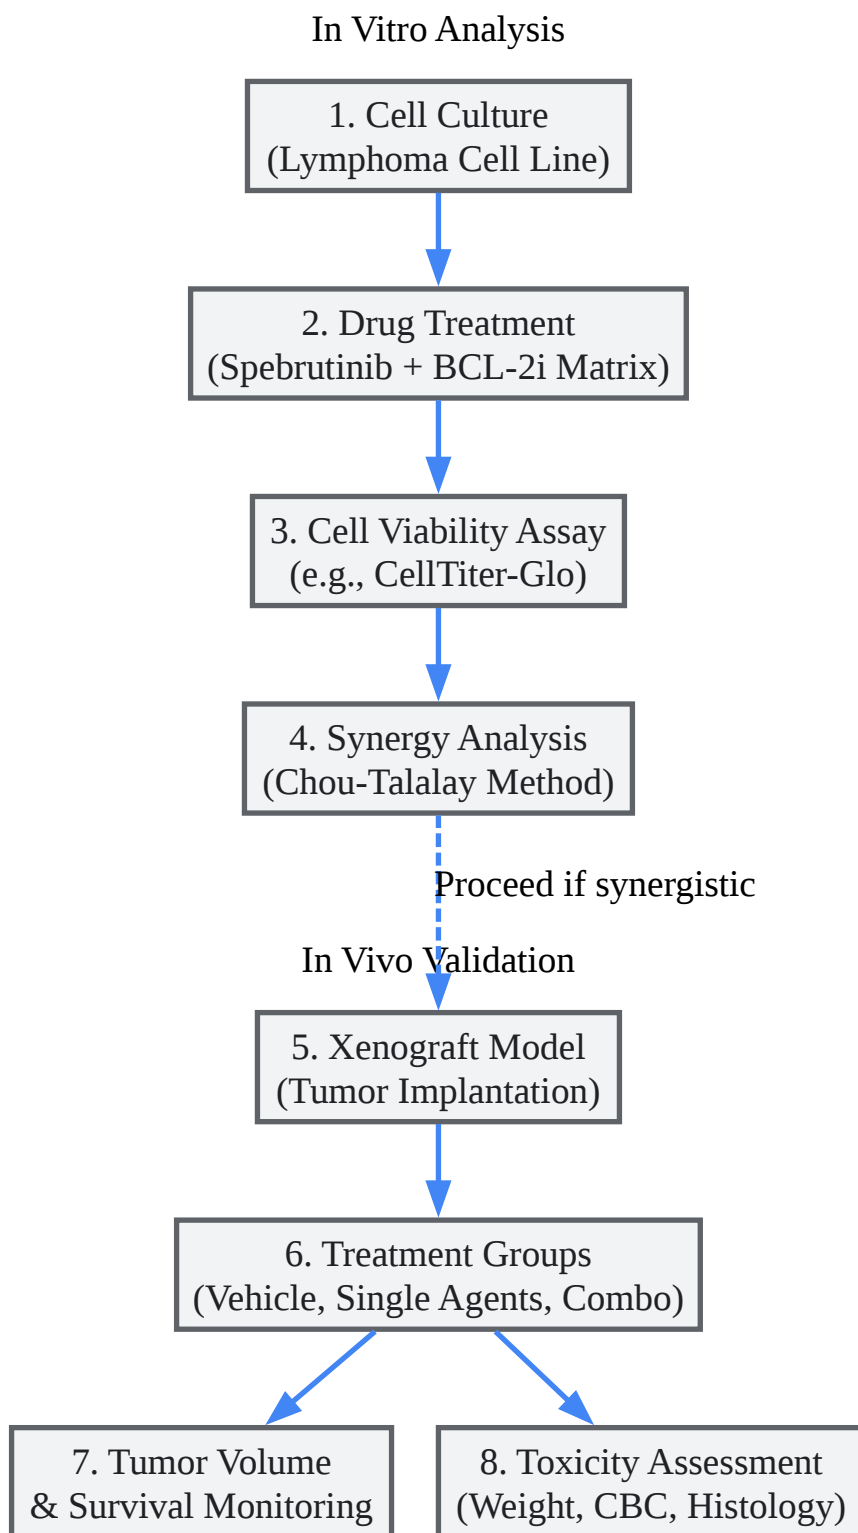 In Vitro Analysis
1. Cell Culture
(Lymphoma Cell Line)
2. Drug Treatment
(Spebrutinib + BCL-2i Matrix)
3. Cell Viability Assay
(e.g., CellTiter-Glo)
4. Synergy Analysis
(Chou-Talalay Method)
Proceed if synergistic
In Vivo Validation
5. Xenograft Model
(Tumor Implantation)
6. Treatment Groups
(Vehicle, Single Agents, Combo)
7. Tumor Volume
& Survival Monitoring
8. Toxicity Assessment
(Weight, CBC, Histology)